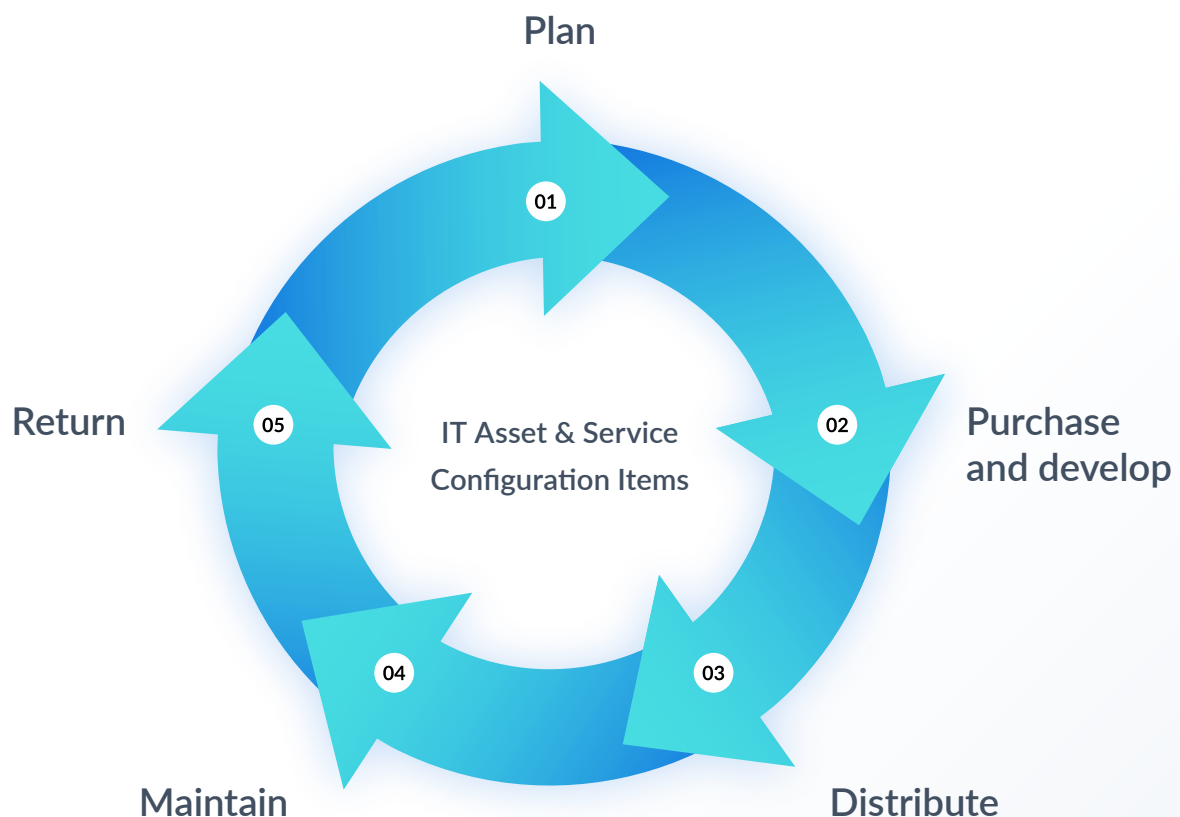 Plan
01
Return
05
IT Asset & Service
Configuration Items
02
Purchase
and develop
04
03
Maintain
Distribute